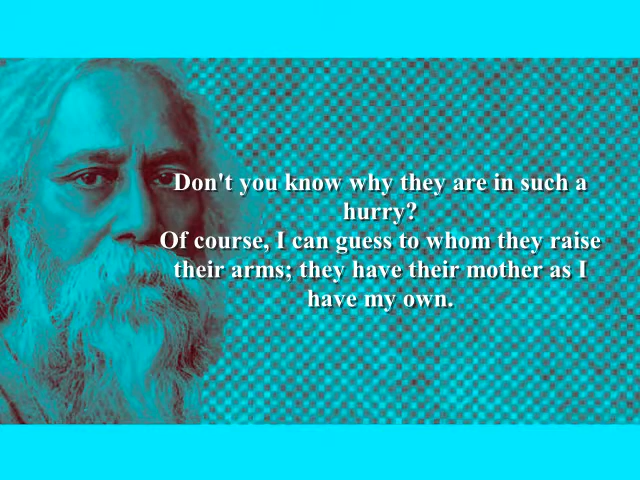 Don't you know why they are in such a
hurry?
Of course, I can guess to whom they raise
their arms; they have their mother as I
have my own.